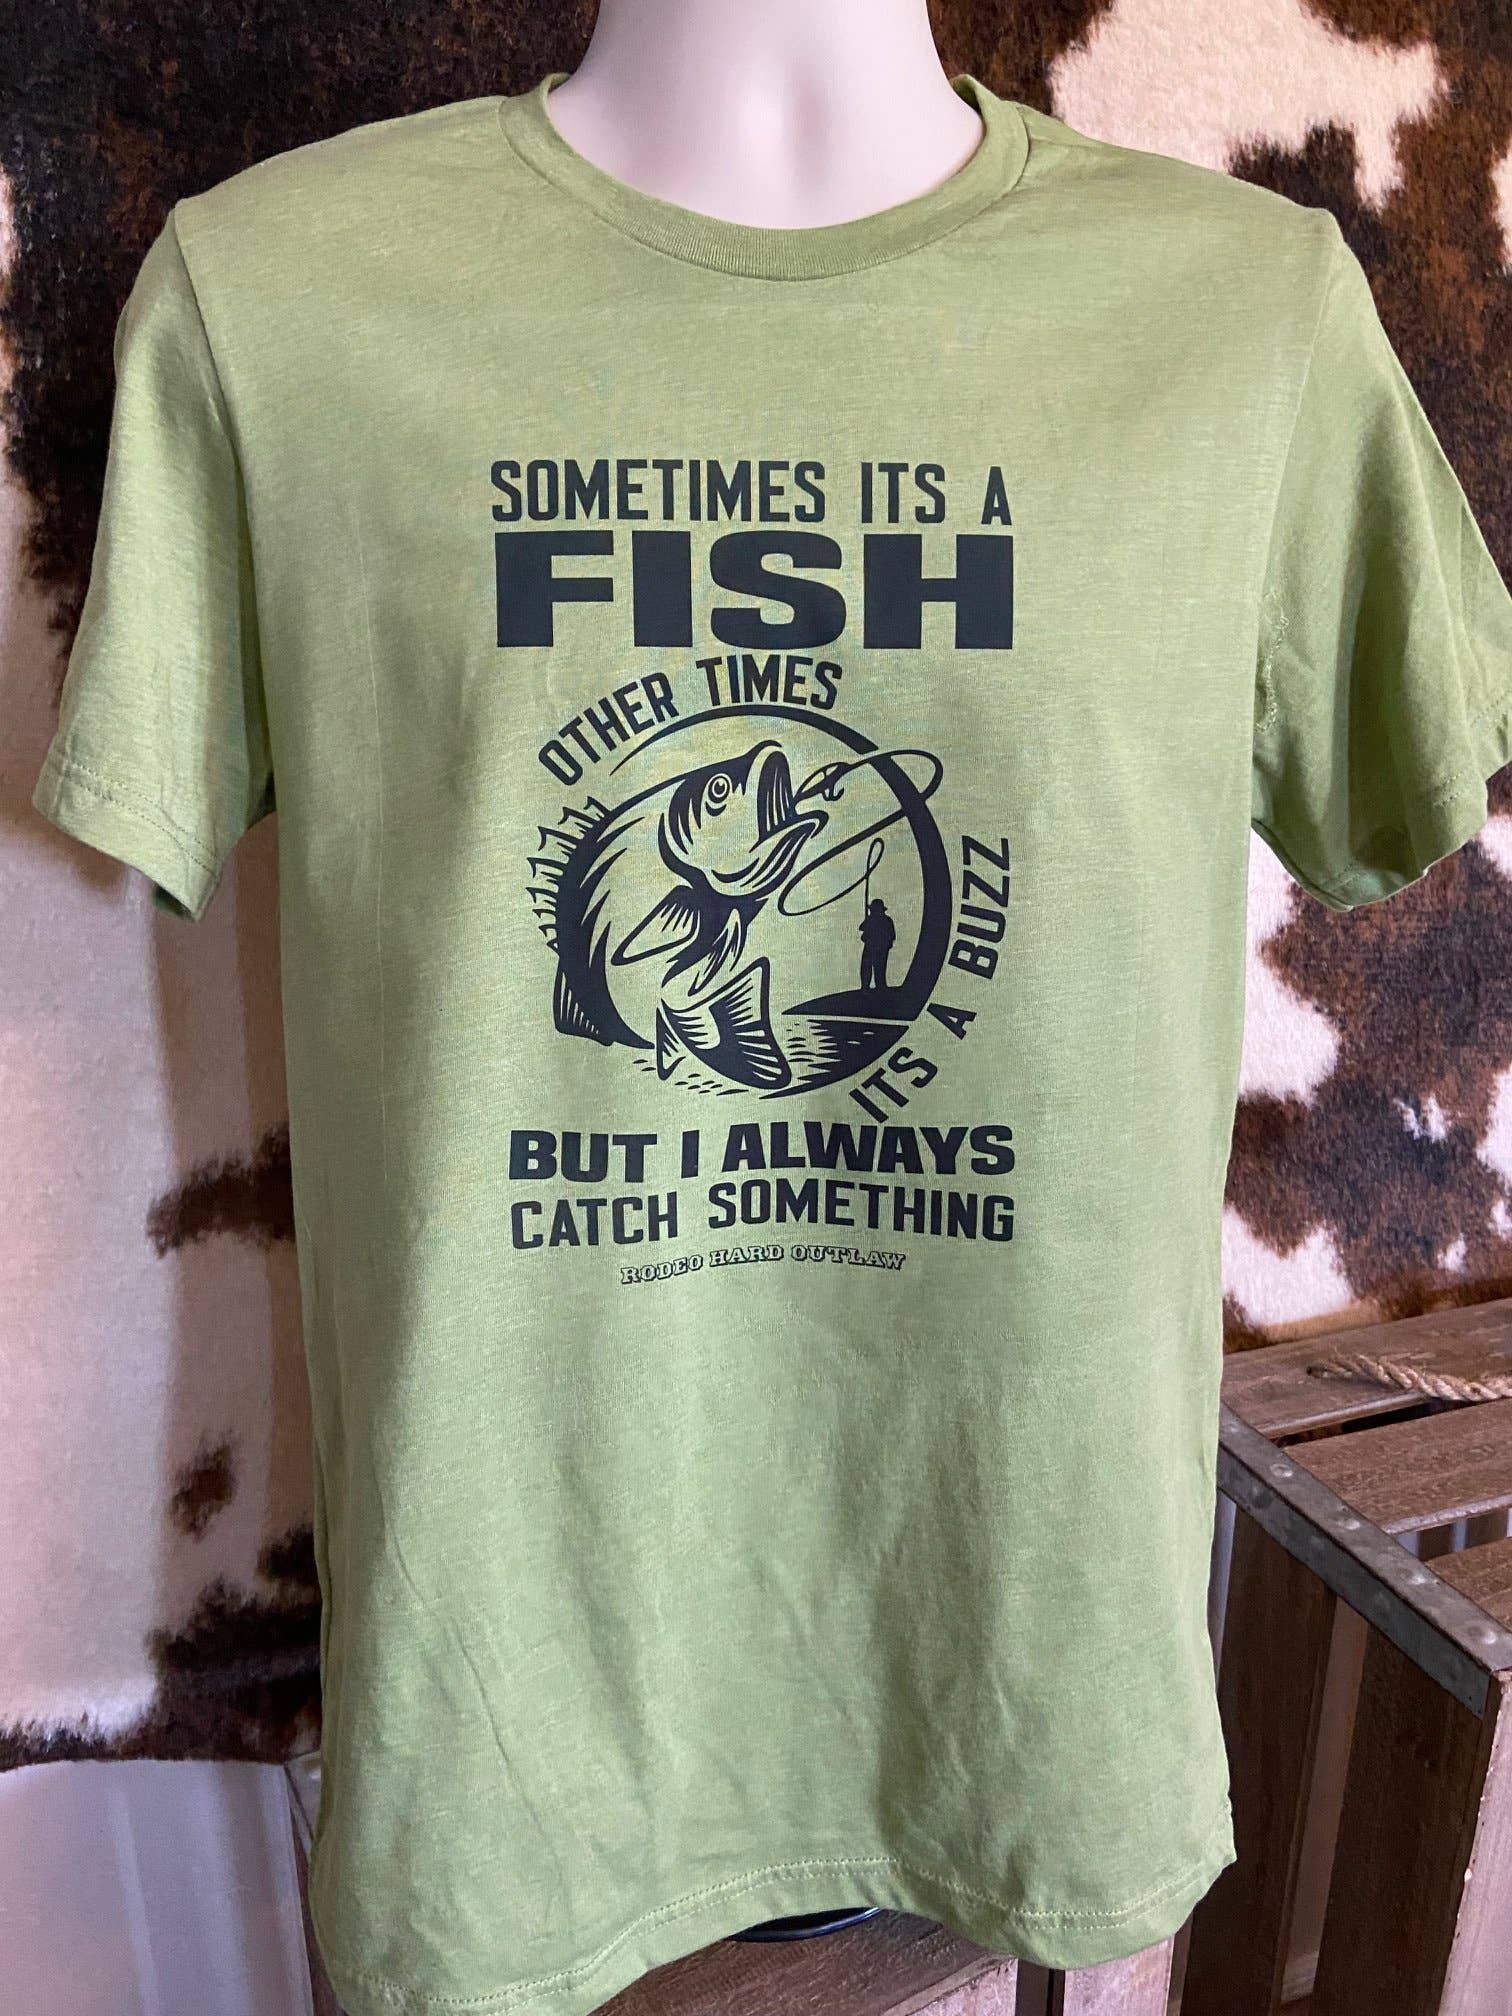 SOMETIMES ITS A
FISH
OTHER TIMES
ITS A BUZZ
BUT I ALWAYS
CATCH SOMETHING
RODEO HARD OUTLAW